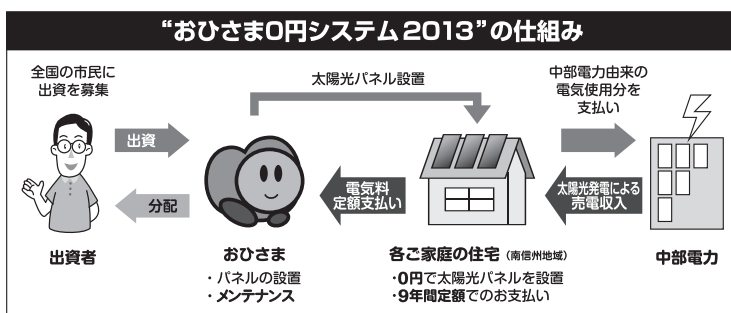 “おひさま0円システム2013”の仕組み
全国の市民に
出資を募集
太陽光パネル設置
中部電力由来の
電気使用分を
支払い
出資
分配
電気料
定額支払い
太陽光発電による
売電収入
出資者
おひさま
・パネルの設置
・メンテナンス
各ご家庭の住宅（南信州地域）
・0円で太陽光パネルを設置
・9年間定額でのお支払い
中部電力